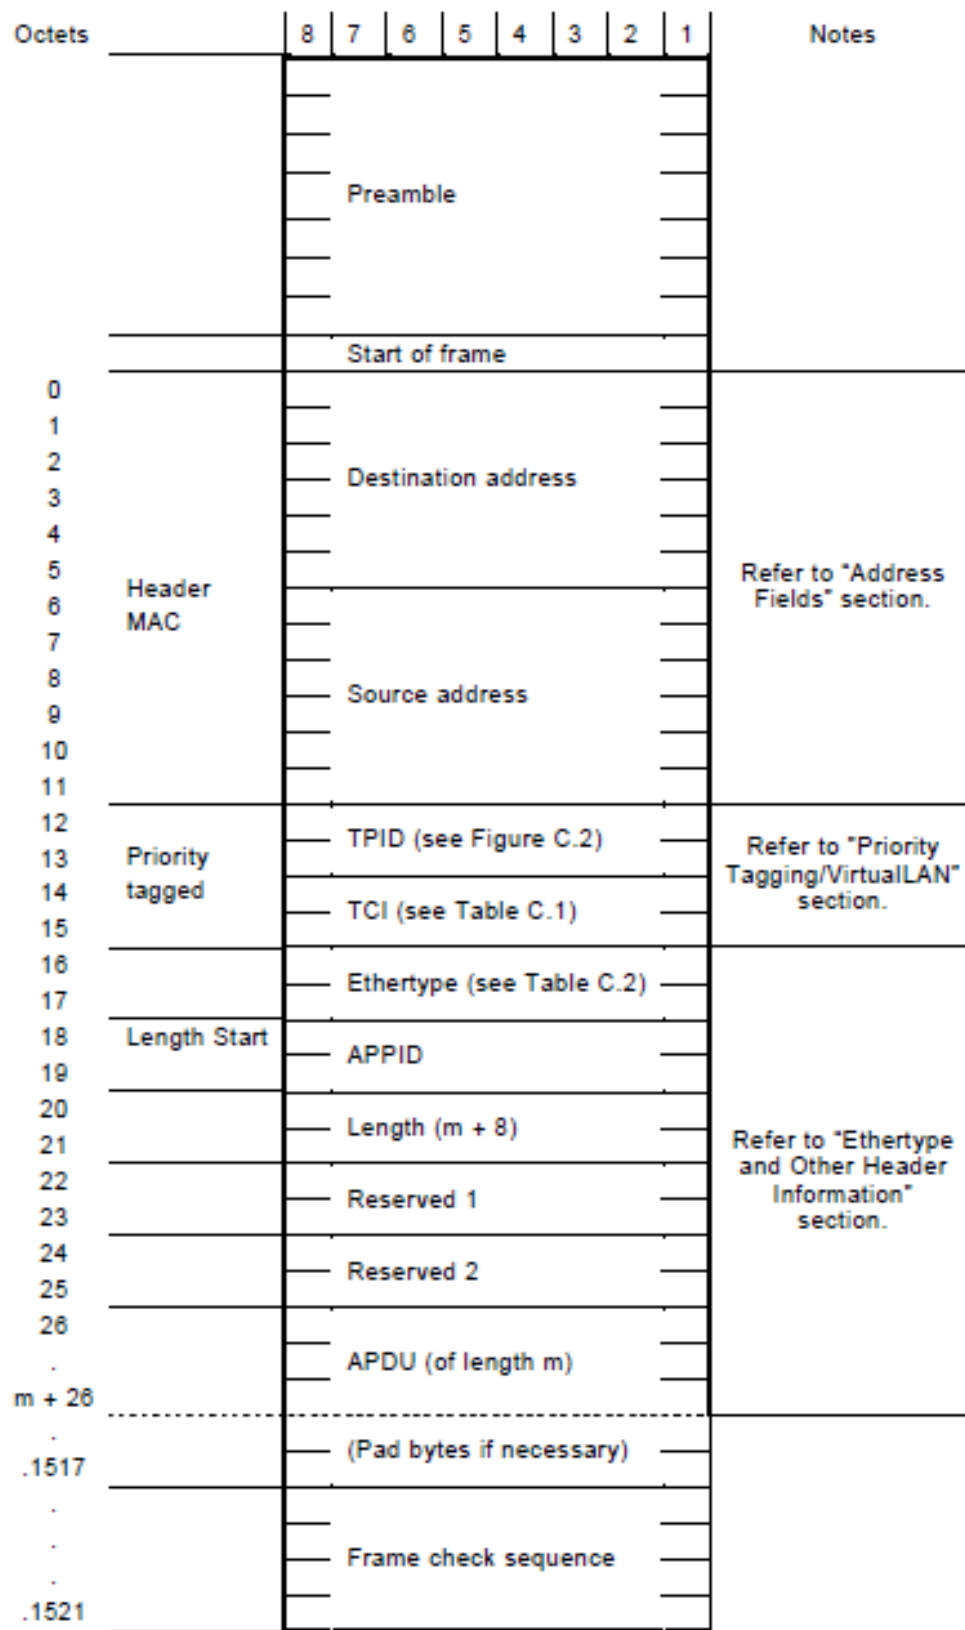 Octets 8 7 6 5 4 3 2 1 Notes
Preamble
Start of frame
0
1
2
Destination address
3
4
5
Refer to "Address
Header
Fields" section.
6
MAC
7
8
Source address
9
10
11
12
TPID (see Figure C.2)
Refer to "Priority
13
Priority
Tagging/VirtualLAN"
14
tagged
section.
TCI (see Table C.1)
15
16
Ethertype (see Table C.2)
17
18 Length Start
APPID
19
20
Length (m + 8)
21
Refer to "Ethertype
and Other Header
22
Information"
Reserved 1
23
section.
24
Reserved 2
25
26
. APDU (of length m)
m + 26
.
(Pad bytes if necessary)
.1517
.
.
Frame check sequence
.
.1521